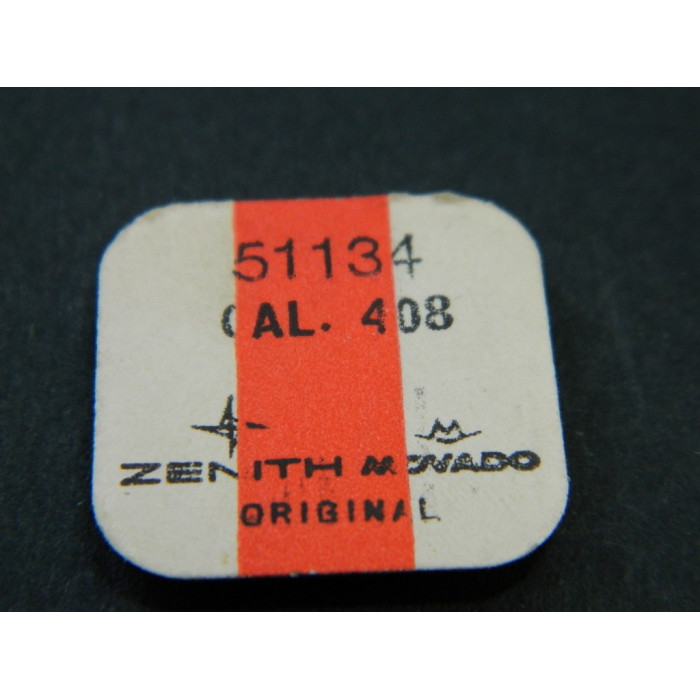 51134
CAL. 408
ZENITH MOVADO
ORIGINAL